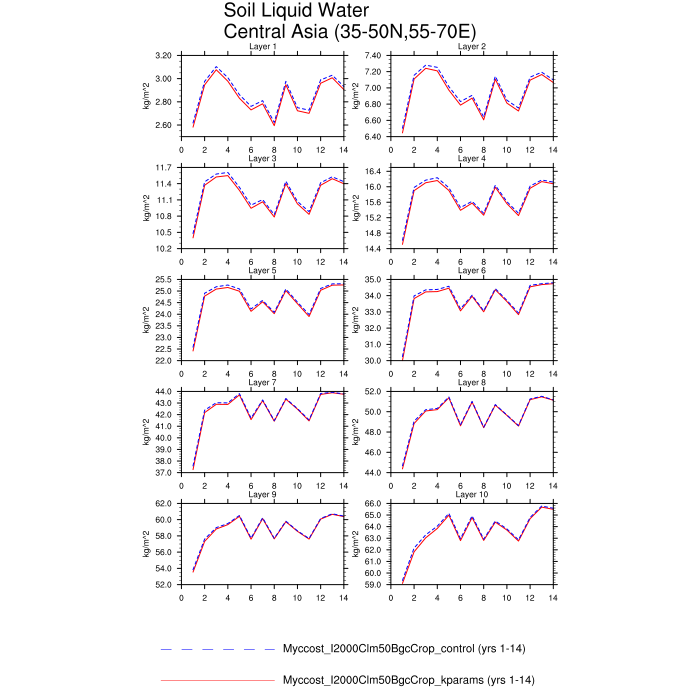 Soil Liquid Water
Central Asia (35-50N,55-70E)
Layer 1
Layer 2
kg/m^2
3.20
3.00
2.80
2.60
0 2 4 6 8 10 12 14
kg/m^2
7.40
7.20
7.00
6.80
6.60
6.40
0 2 4 6 8 10 12 14
Layer 3
Layer 4
kg/m^2
11.7
11.4
11.1
10.8
10.5
10.2
0 2 4 6 8 10 12 14
kg/m^2
16.4
16.0
15.6
15.2
14.8
14.4
0 2 4 6 8 10 12 14
Layer 5
Layer 6
kg/m^2
25.5
25.0
24.5
24.0
23.5
23.0
22.5
22.0
0 2 4 6 8 10 12 14
kg/m^2
35.0
34.0
33.0
32.0
31.0
30.0
0 2 4 6 8 10 12 14
Layer 7
Layer 8
kg/m^2
44.0
43.0
42.0
41.0
40.0
39.0
38.0
37.0
0 2 4 6 8 10 12 14
kg/m^2
52.0
50.0
48.0
46.0
44.0
0 2 4 6 8 10 12 14
Layer 9
Layer 10
kg/m^2
62.0
60.0
58.0
56.0
54.0
52.0
0 2 4 6 8 10 12 14
kg/m^2
66.0
65.0
64.0
63.0
62.0
61.0
60.0
59.0
0 2 4 6 8 10 12 14
Myccost_I2000Clm50BgcCrop_control (yrs 1-14)
Myccost_I2000Clm50BgcCrop_kparams (yrs 1-14)